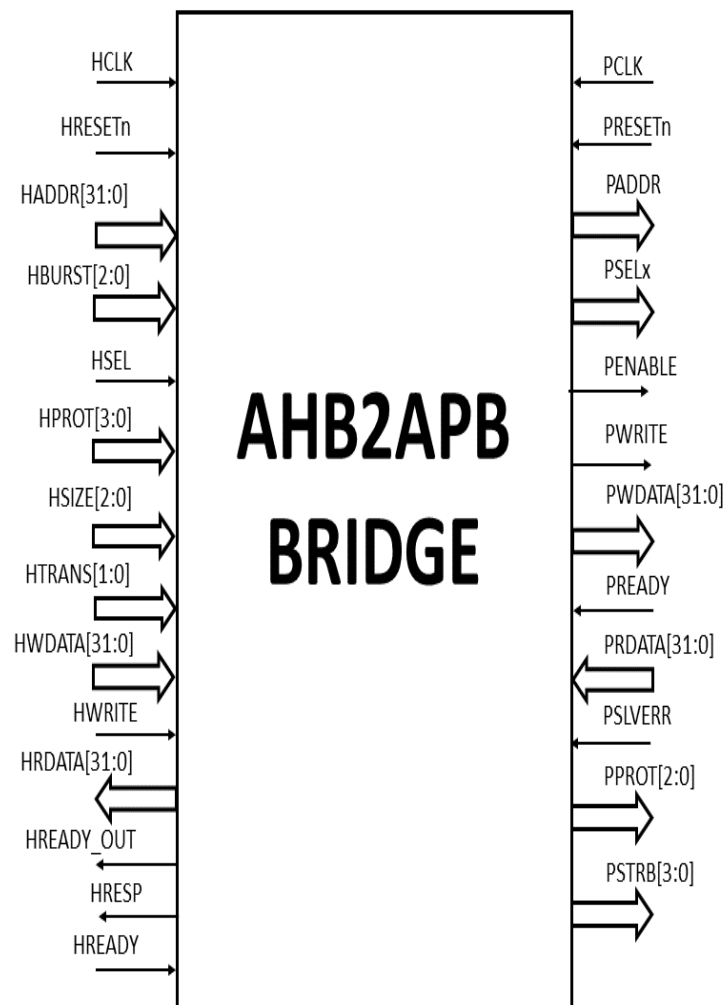 HCLK
HRESETn
HADDR[31:0]
HBURST[2:0]
HSEL
HPROT[3:0]
HSIZE[2:0]
HTRANS[1:0]
HWDATA[31:0]
HWRITE
HRDATA[31:0]
HREADY_OUT
HRESP
HREADY
AHB2APB
BRIDGE
PCLK
PRESETn
PADDR
PSELx
PENABLE
PWRITE
PWDATA[31:0]
PREADY
PRDATA[31:0]
PSLVERR
PPROT[2:0]
PSTRB[3:0]